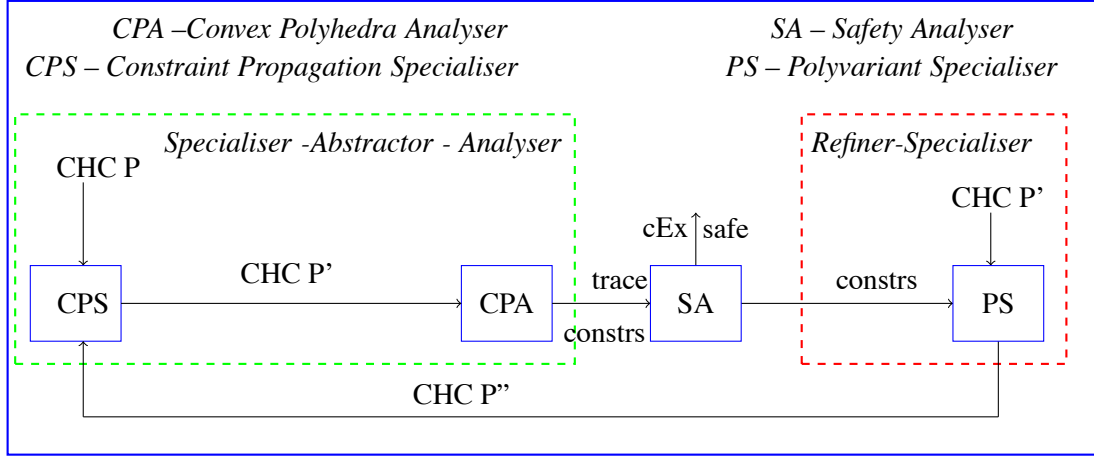 CPA –Convex Polyhedra Analyser
SA – Safety Analyser
CPS – Constraint Propagation Specialiser
PS – Polyvariant Specialiser
Specialiser -Abstractor - Analyser
Refiner-Specialiser
CHC P
CHC P'
cEx
safe
CHC P'
trace
constrs
CPS
CPA
SA
PS
constrs
CHC P”